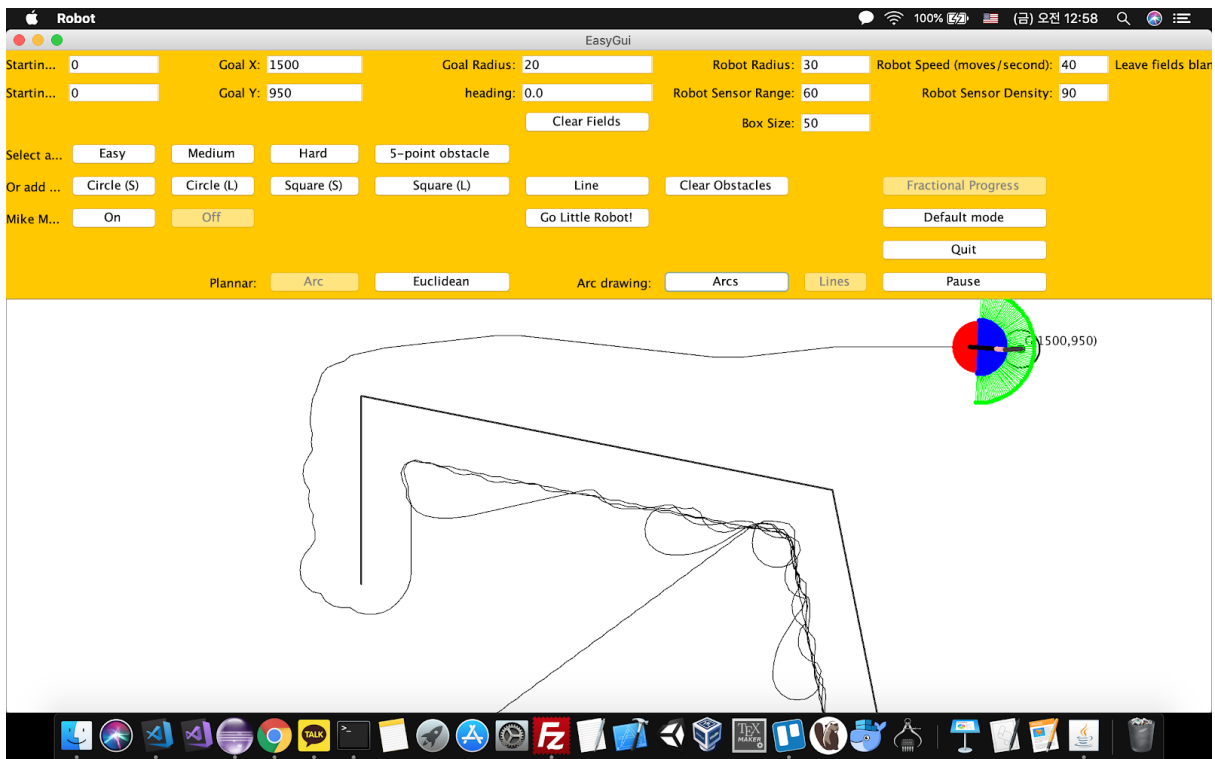 Robot 100% (금) 오전 12:58
EasyGui
Startin... 0 Goal X: 1500 Goal Radius: 20 Robot Radius: 30 Robot Speed (moves/second): 40 Leave fields blan
Startin... 0 Goal Y: 950 heading: 0.0 Robot Sensor Range: 60 Robot Sensor Density: 90
Clear Fields Box Size: 50
Select a... Easy Medium Hard 5-point obstacle
Or add ... Circle (S) Circle (L) Square (S) Square (L) Line Clear Obstacles Fractional Progress
Mike M... On Off Go Little Robot! Default mode
Quit
Plannar: Arc Euclidean Arc drawing: Arcs Lines Pause
1500,950)
TALK
TEX
MAKER